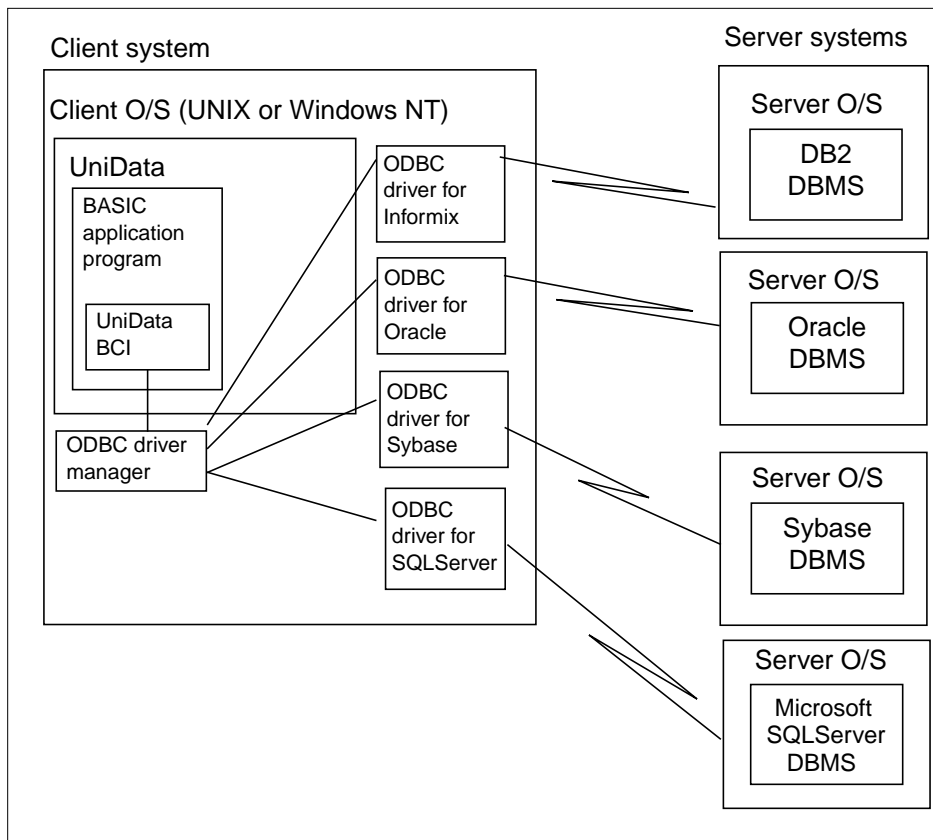 Client system
Client O/S (UNIX or Windows NT)
UniData
BASIC
application
program
UniData
BCI
ODBC driver
manager
ODBC
driver for
Informix
ODBC
driver for
Oracle
ODBC
driver for
Sybase
ODBC
driver for
SQLServer
Server systems
Server O/S
DB2
DBMS
Server O/S
Oracle
DBMS
Server O/S
Sybase
DBMS
Server O/S
Microsoft
SQLServer
DBMS